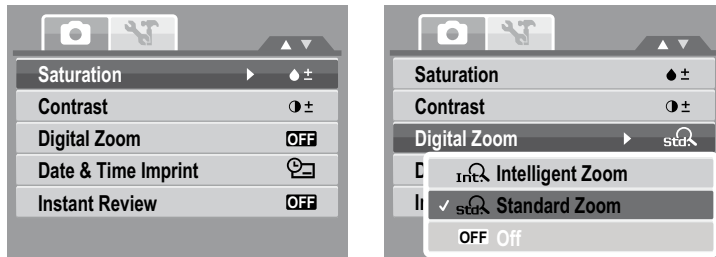 Saturation
Contrast
Digital Zoom OFF
Date & Time Imprint
Instant Review OFF
Saturation
Contrast
Digital Zoom std.
D
Int. Intelligent Zoom
I
std. Standard Zoom
OFF Off